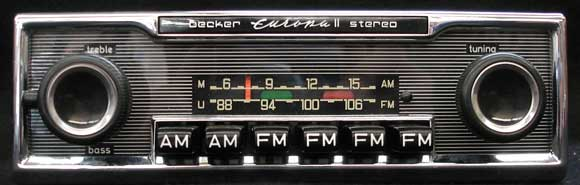 becker Europa II stereo
treble
tuning
M 6 9 12 15 AM
U 88 94 100 106 FM
bass
AM AM FM FM FM FM